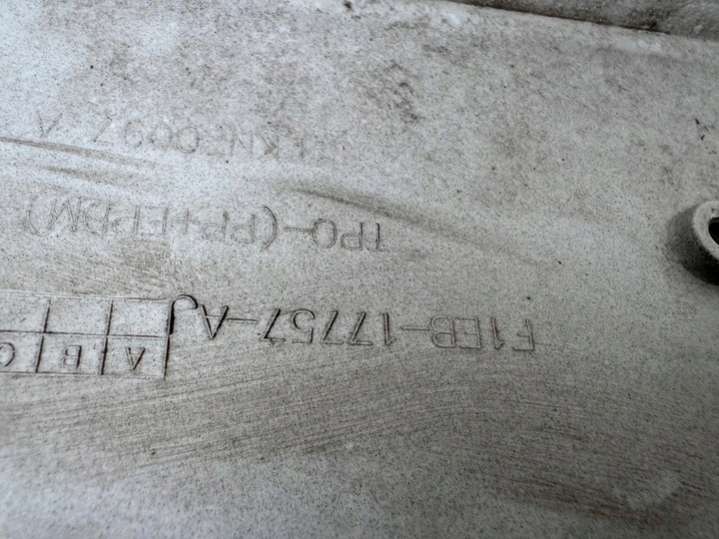 A B C
F1EB-17757-AJ
TPO-(PP+EPDM)